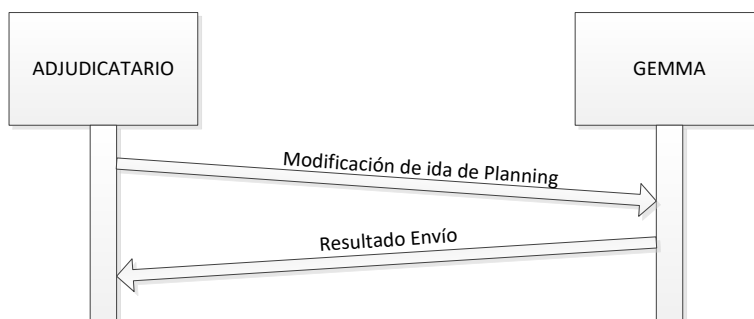 ADJUDICATARIO
GEMMA
Modificación de ida de Planning
Resultado Envío